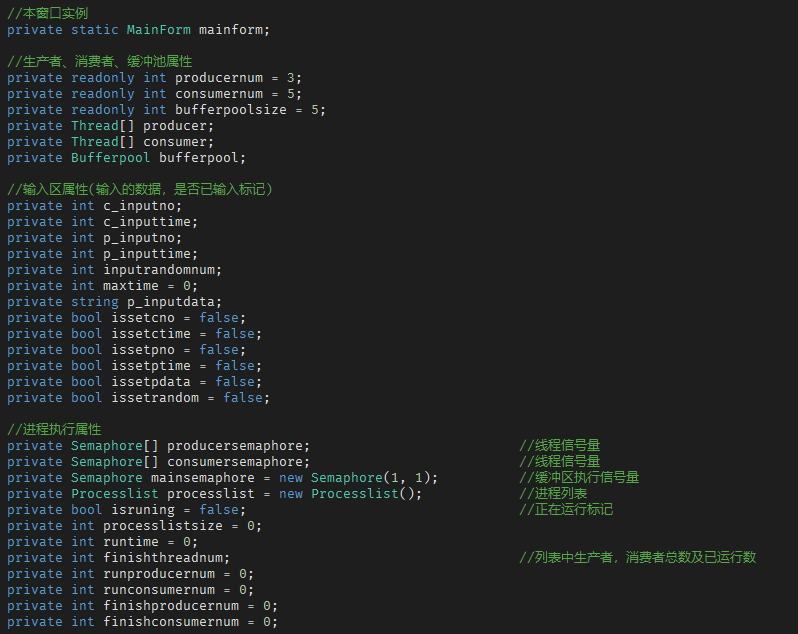 //本窗口实例
private static MainForm mainform;
//生产者、消费者、缓冲池属性
private readonly int producernum = 3;
private readonly int consumernum = 5;
private readonly int bufferpoolsize = 5;
private Thread[] producer;
private Thread[] consumer;
private Bufferpool bufferpool;
//输入区属性(输入的数据，是否已输入标记)
private int c_inputno;
private int c_inputtime;
private int p_inputno;
private int p_inputtime;
private int inputrandomnum;
private int maxtime = 0;
private string p_inputdata;
private bool issetcno = false;
private bool issetctime = false;
private bool issetpno = false;
private bool issetptime = false;
private bool issetpdata = false;
private bool issetrandom = false;
//进程执行属性
private Semaphore[] producersemaphore; //线程信号量
private Semaphore[] consumersemaphore; //线程信号量
private Semaphore mainsemaphore = new Semaphore(1, 1); //缓冲区执行信号量
private Processlist processlist = new Processlist(); //进程列表
private bool isruning = false; //正在运行标记
private int processlistsize = 0;
private int runtime = 0;
private int finishthreadnum; //列表中生产者，消费者总数及已运行数
private int runproducernum = 0;
private int runconsumernum = 0;
private int finishproducernum = 0;
private int finishconsumernum = 0;